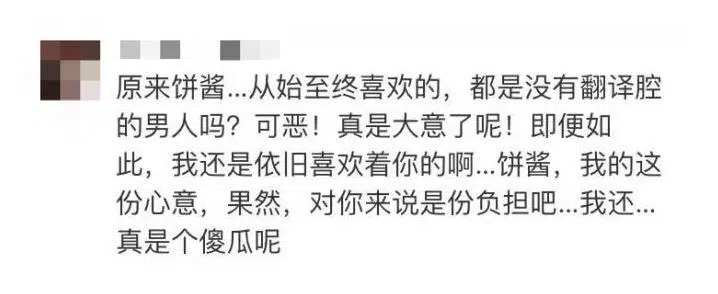 原来饼酱...从始至终喜欢的，都是没有翻译腔
的男人吗？可恶！真是大意了呢！即便如
此，我还是依旧喜欢着你的啊...饼酱，我的这
份心意，果然，对你来说是份负担吧...我还...
真是个傻瓜呢